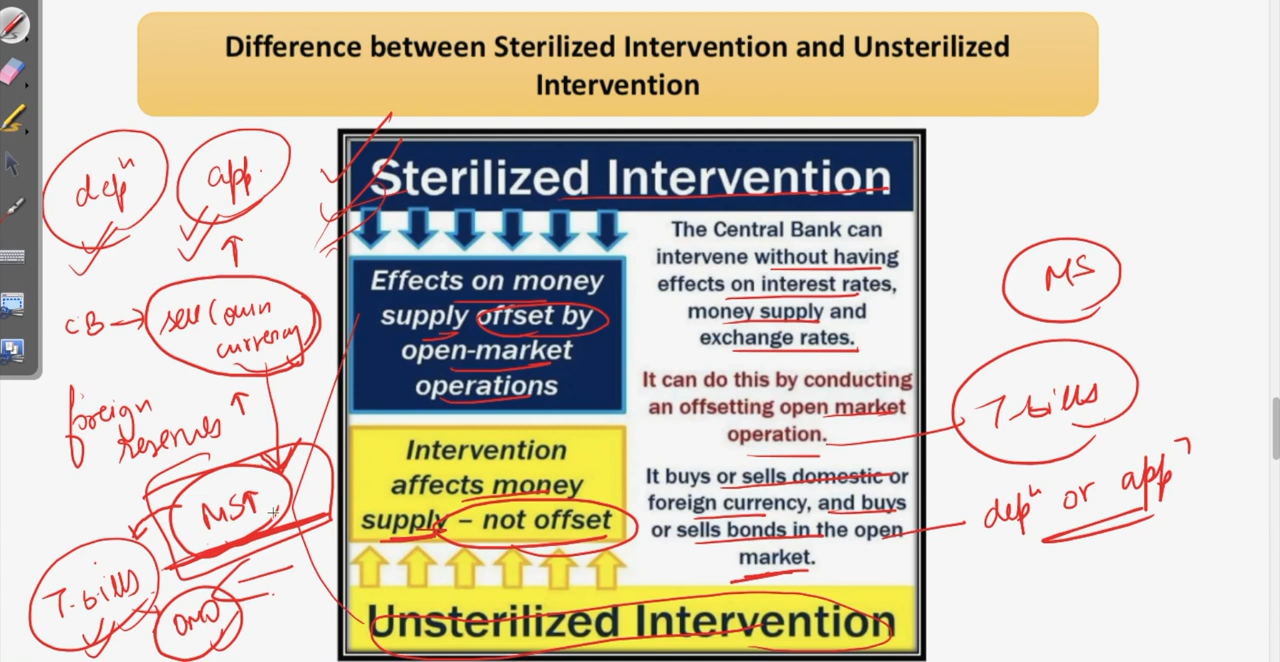 Difference between Sterilized Intervention and Unsterilized
Intervention
depⁿ
app.
CB → sell own
currency
foreign
reserves ↑
MS↑
T-bills
OMO
Sterilized Intervention
Effects on money
supply offset by
open-market
operations
Intervention
affects money
supply – not offset
The Central Bank can
intervene without having
effects on interest rates,
money supply and
exchange rates.
It can do this by conducting
an offsetting open market
operation.
It buys or sells domestic or
foreign currency, and buys
or sells bonds in the open
market.
Unsterilized Intervention
MS
T-bills
depⁿ or appⁿ